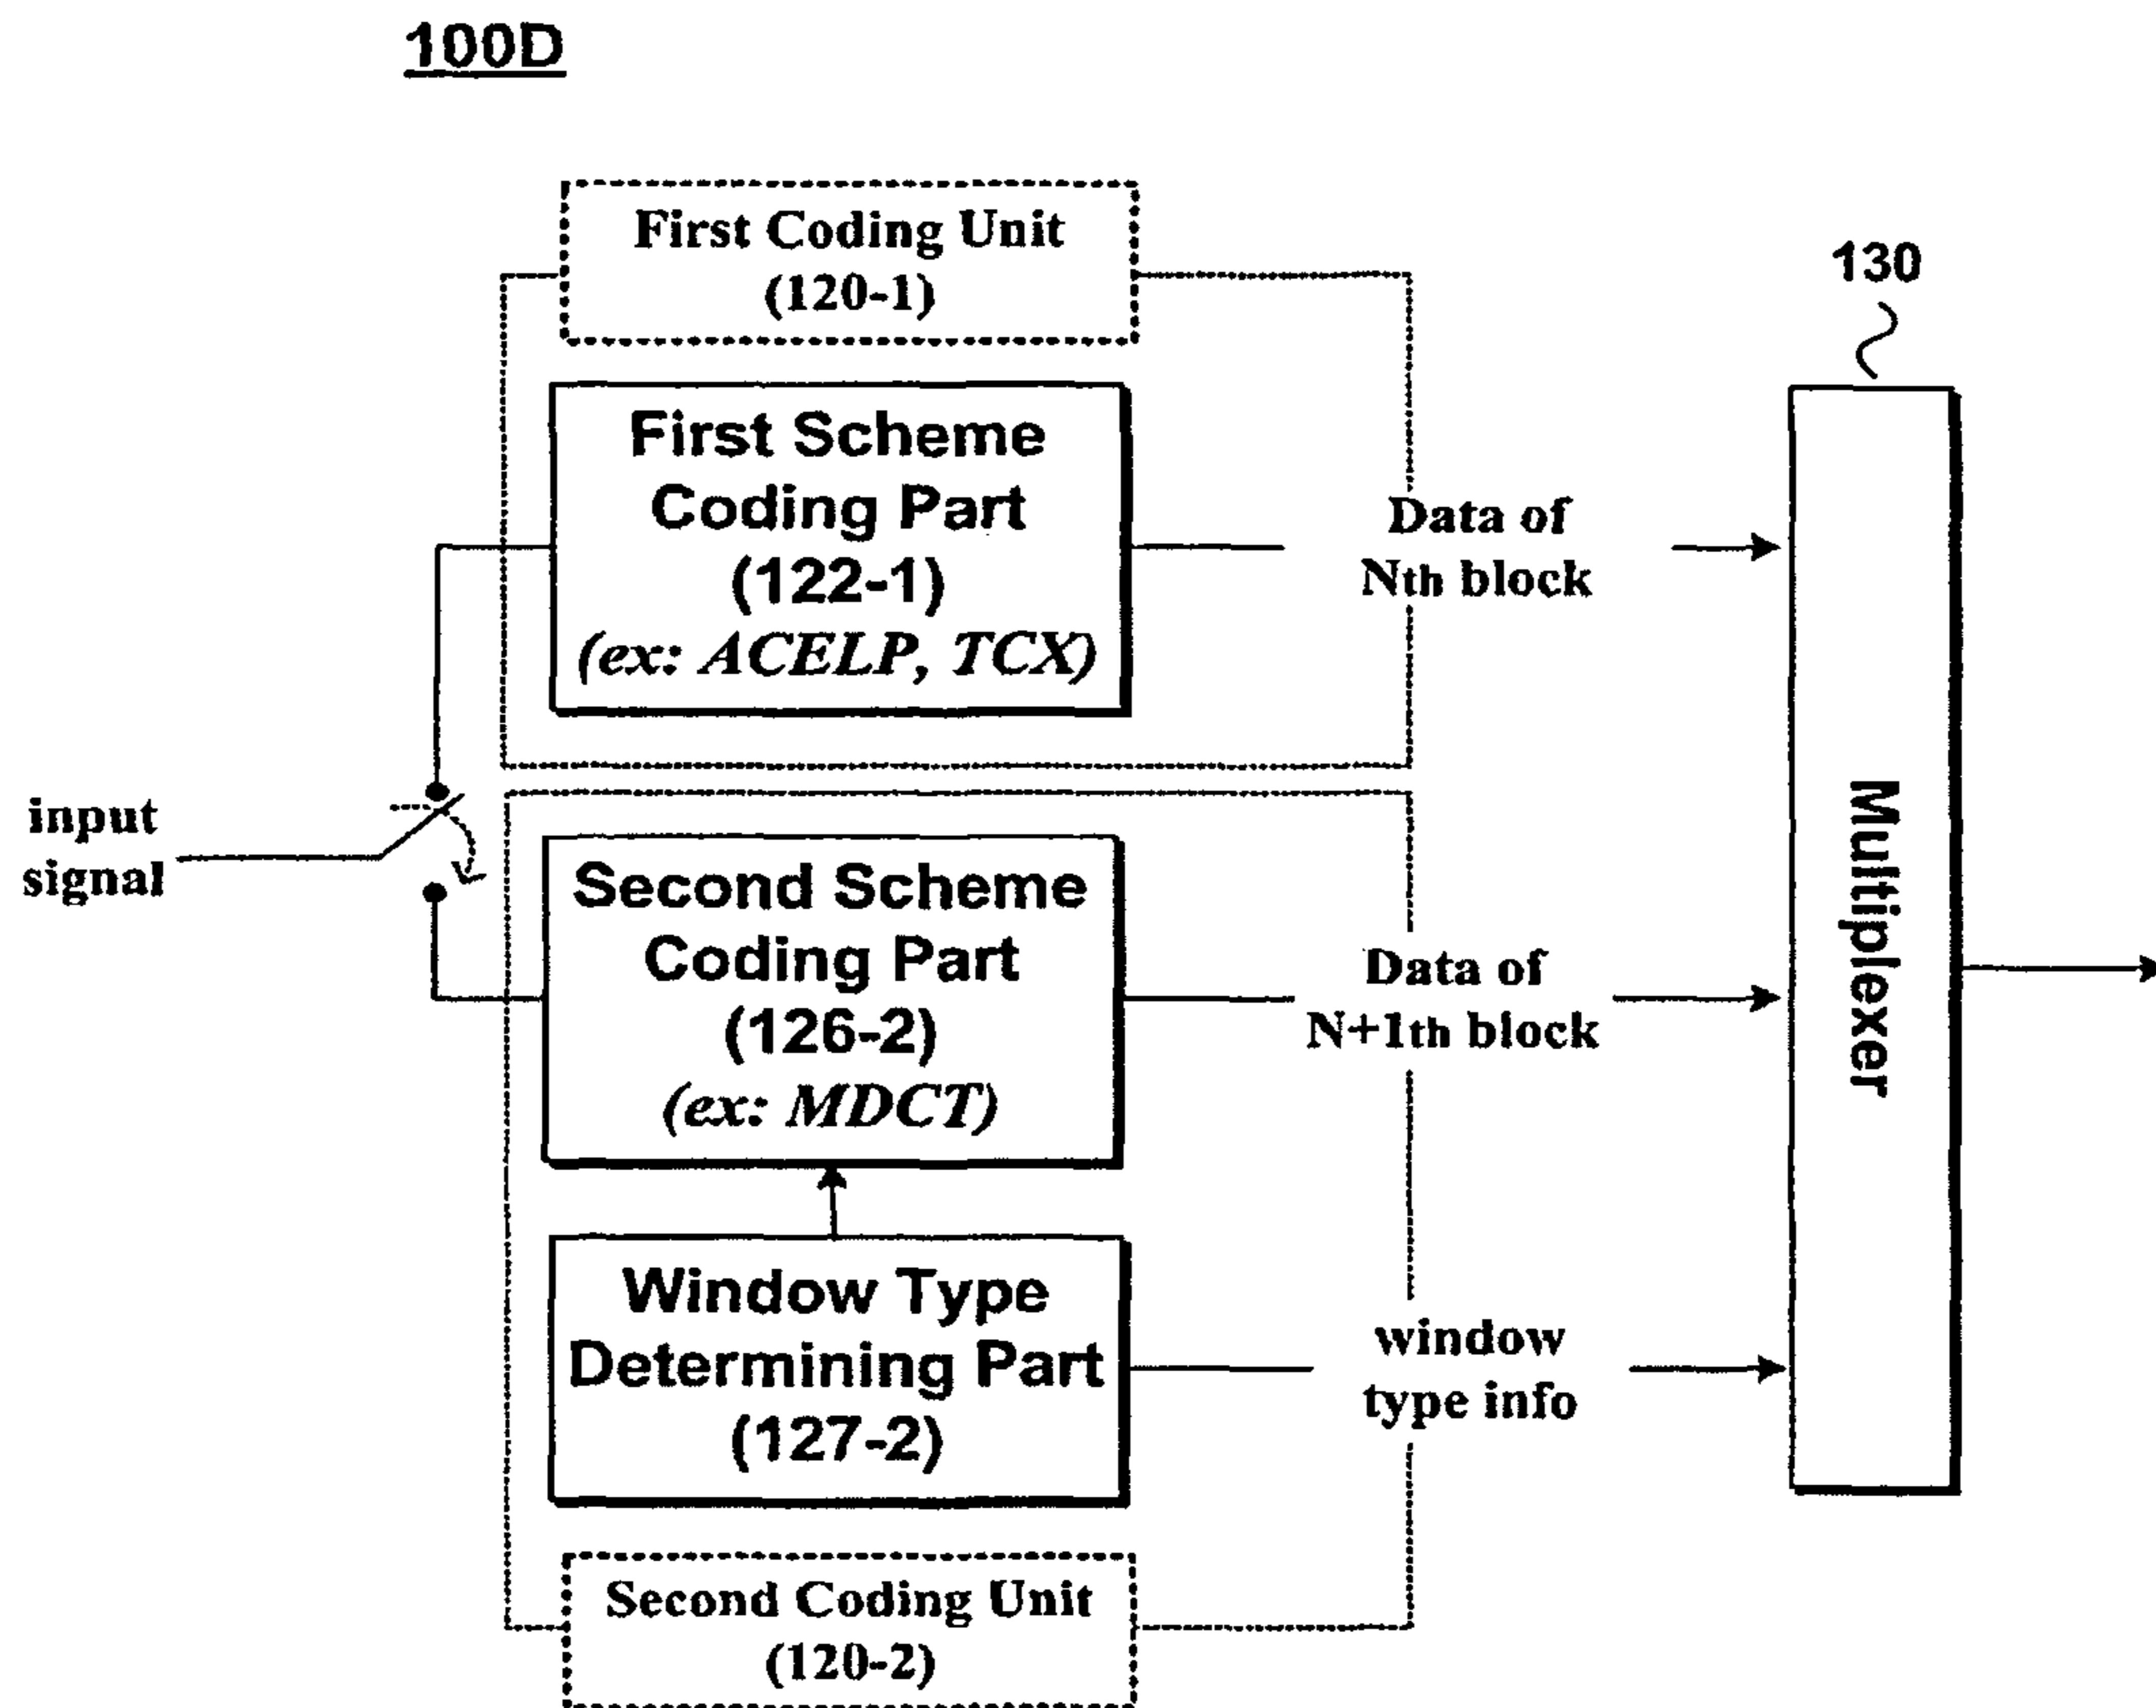 100D
First Coding Unit
(120-1)
130
First Scheme
Coding Part
(122-1)
(ex: ACELP, TCX)
Data of
Nth block
input
signal
Second Scheme
Coding Part
(126-2)
(ex: MDCT)
Data of
N+1th block
Multiplexer
Window Type
Determining Part
(127-2)
window
type info
Second Coding Unit
(120-2)